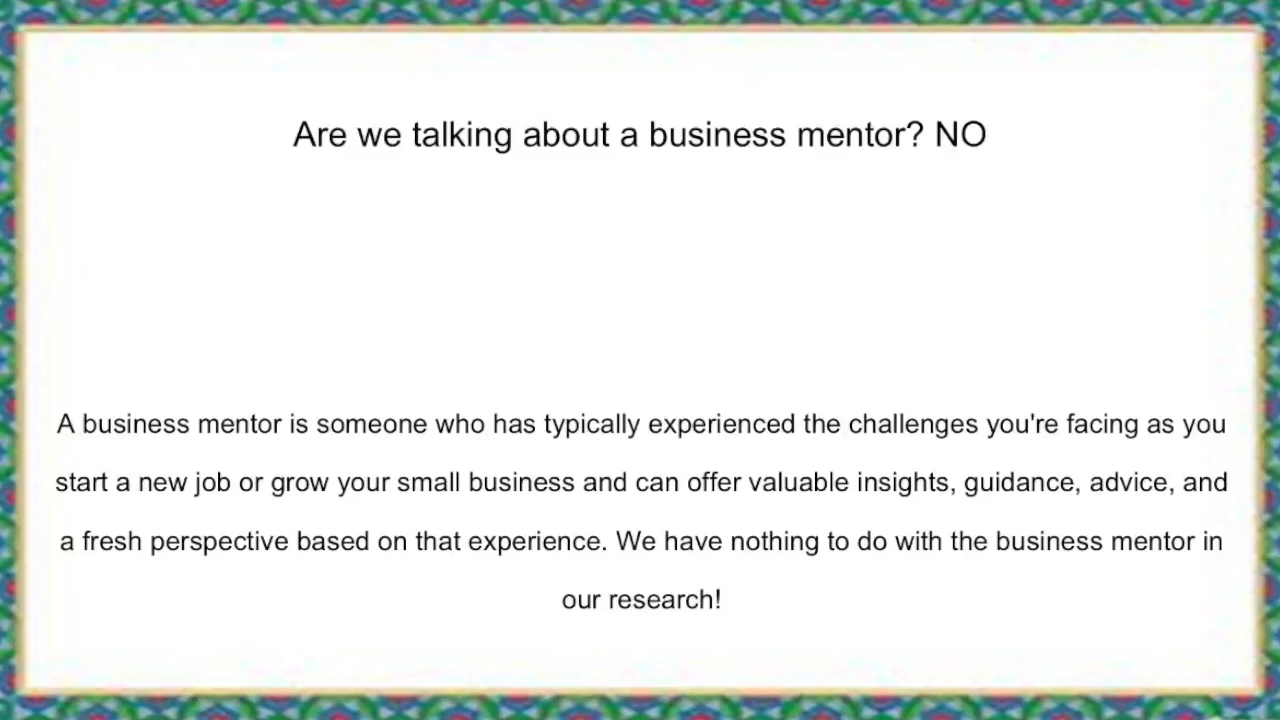 Are we talking about a business mentor? NO
A business mentor is someone who has typically experienced the challenges you're facing as you
start a new job or grow your small business and can offer valuable insights, guidance, advice, and
a fresh perspective based on that experience. We have nothing to do with the business mentor in
our research!